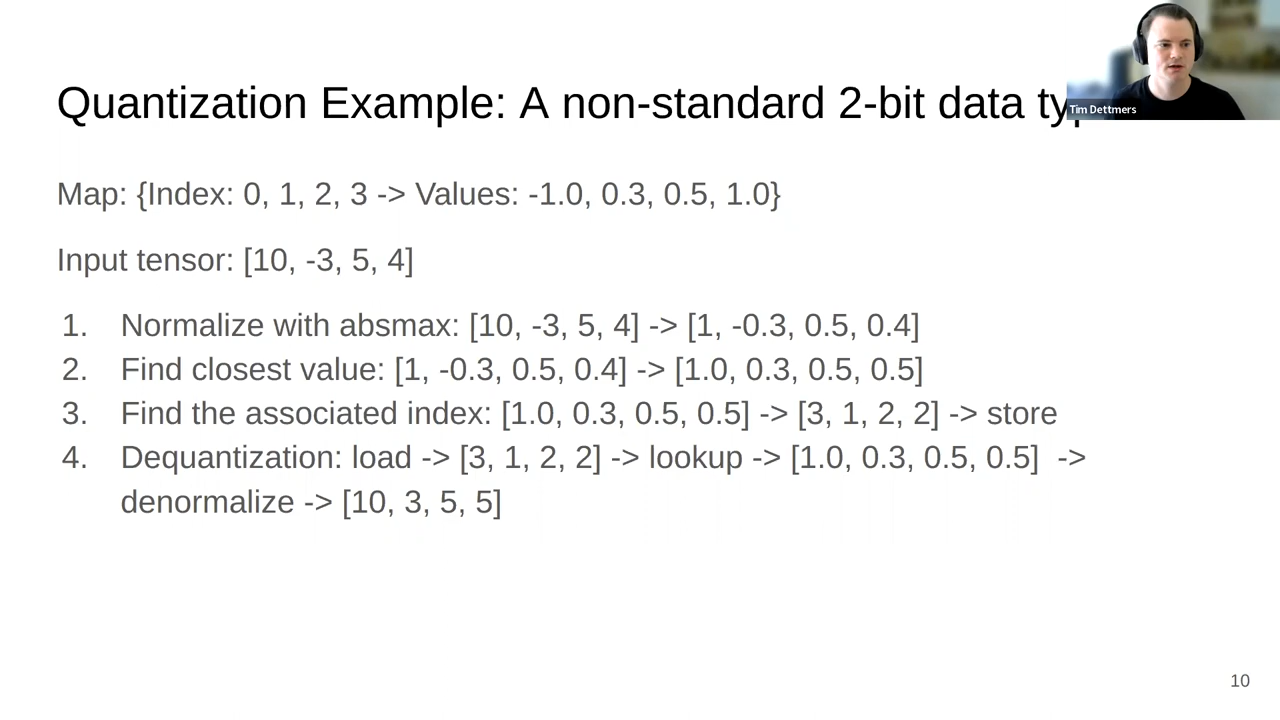 Quantization Example: A non-standard 2-bit data
Tim Dettmers
Map: {Index: 0, 1, 2, 3 -> Values: -1.0, 0.3, 0.5, 1.0}
Input tensor: [10, -3, 5, 4]
1. Normalize with absmax: [10, -3, 5, 4] -> [1, -0.3, 0.5, 0.4]
2. Find closest value: [1, -0.3, 0.5, 0.4] -> [1.0, 0.3, 0.5, 0.5]
3. Find the associated index: [1.0, 0.3, 0.5, 0.5] -> [3, 1, 2, 2] -> store
4. Dequantization: load -> [3, 1, 2, 2] -> lookup -> [1.0, 0.3, 0.5, 0.5] ->
denormalize -> [10, 3, 5, 5]
10